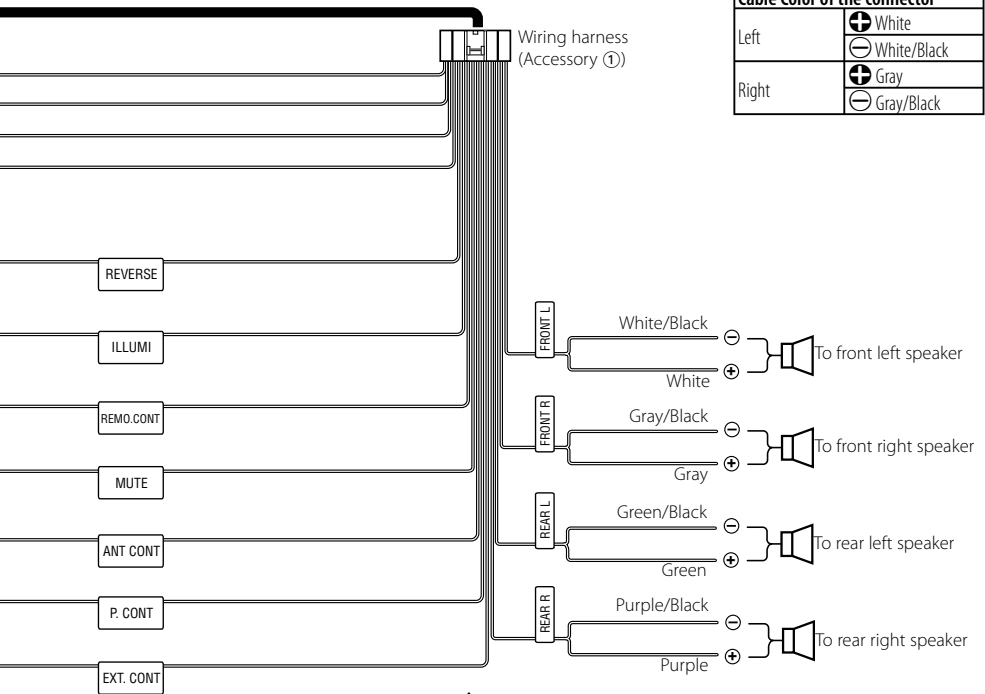 Cable Color of the connector
Left
+ White
− White/Black
Right
+ Gray
− Gray/Black
Wiring harness
(Accessory ①)
REVERSE
ILLUMI
REMO.CONT
MUTE
ANT CONT
P. CONT
EXT. CONT
FRONT L
White/Black
−
To front left speaker
+
White
FRONT R
Gray/Black
−
To front right speaker
+
Gray
REAR L
Green/Black
−
To rear left speaker
+
Green
REAR R
Purple/Black
−
To rear right speaker
+
Purple